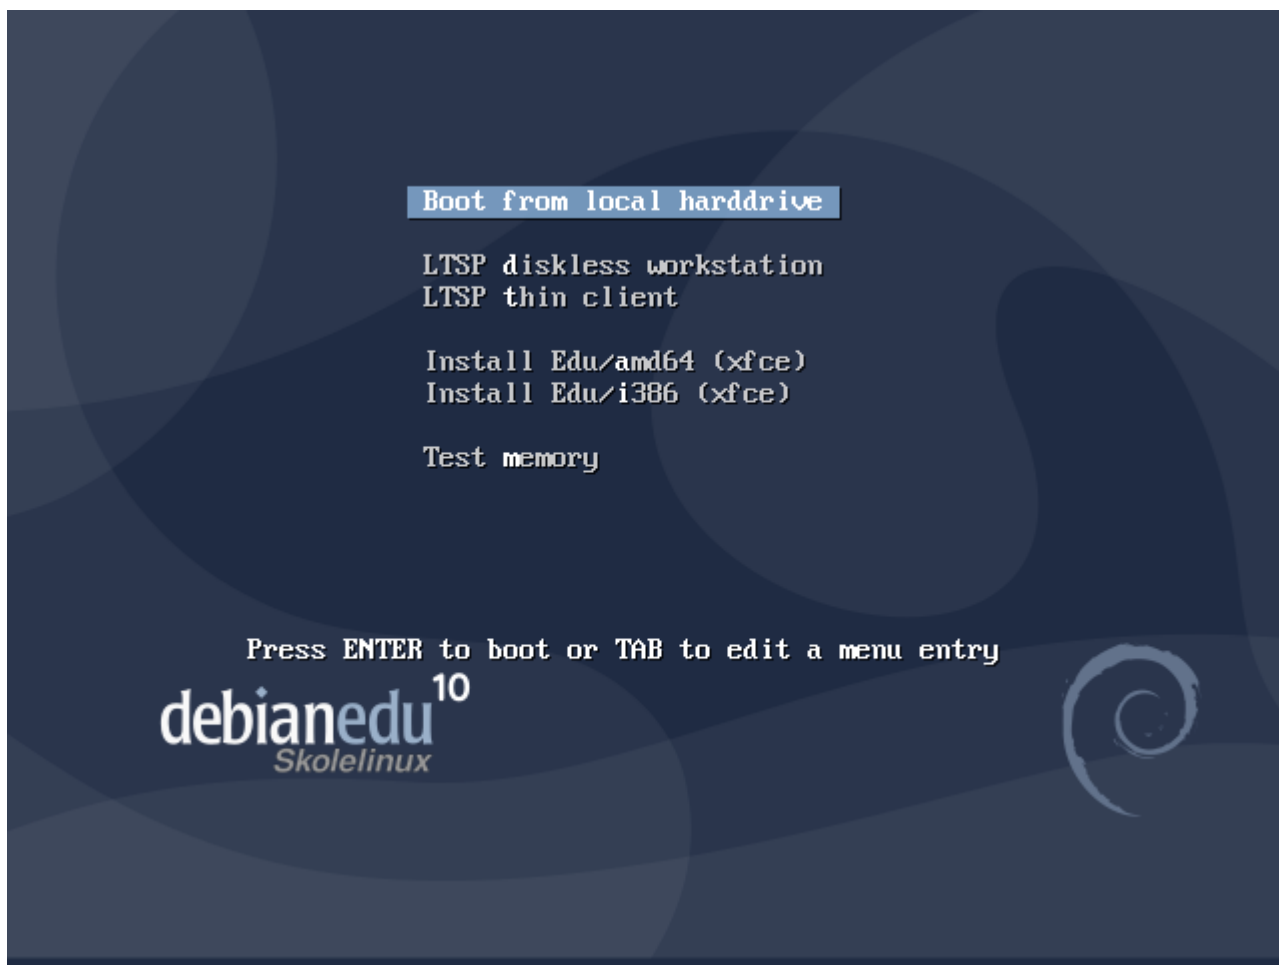 Boot from local harddrive
LTSP diskless workstation
LTSP thin client
Install Edu/amd64 (xfce)
Install Edu/i386 (xfce)
Test memory
Press ENTER to boot or TAB to edit a menu entry
debianedu 10
Skolelinux